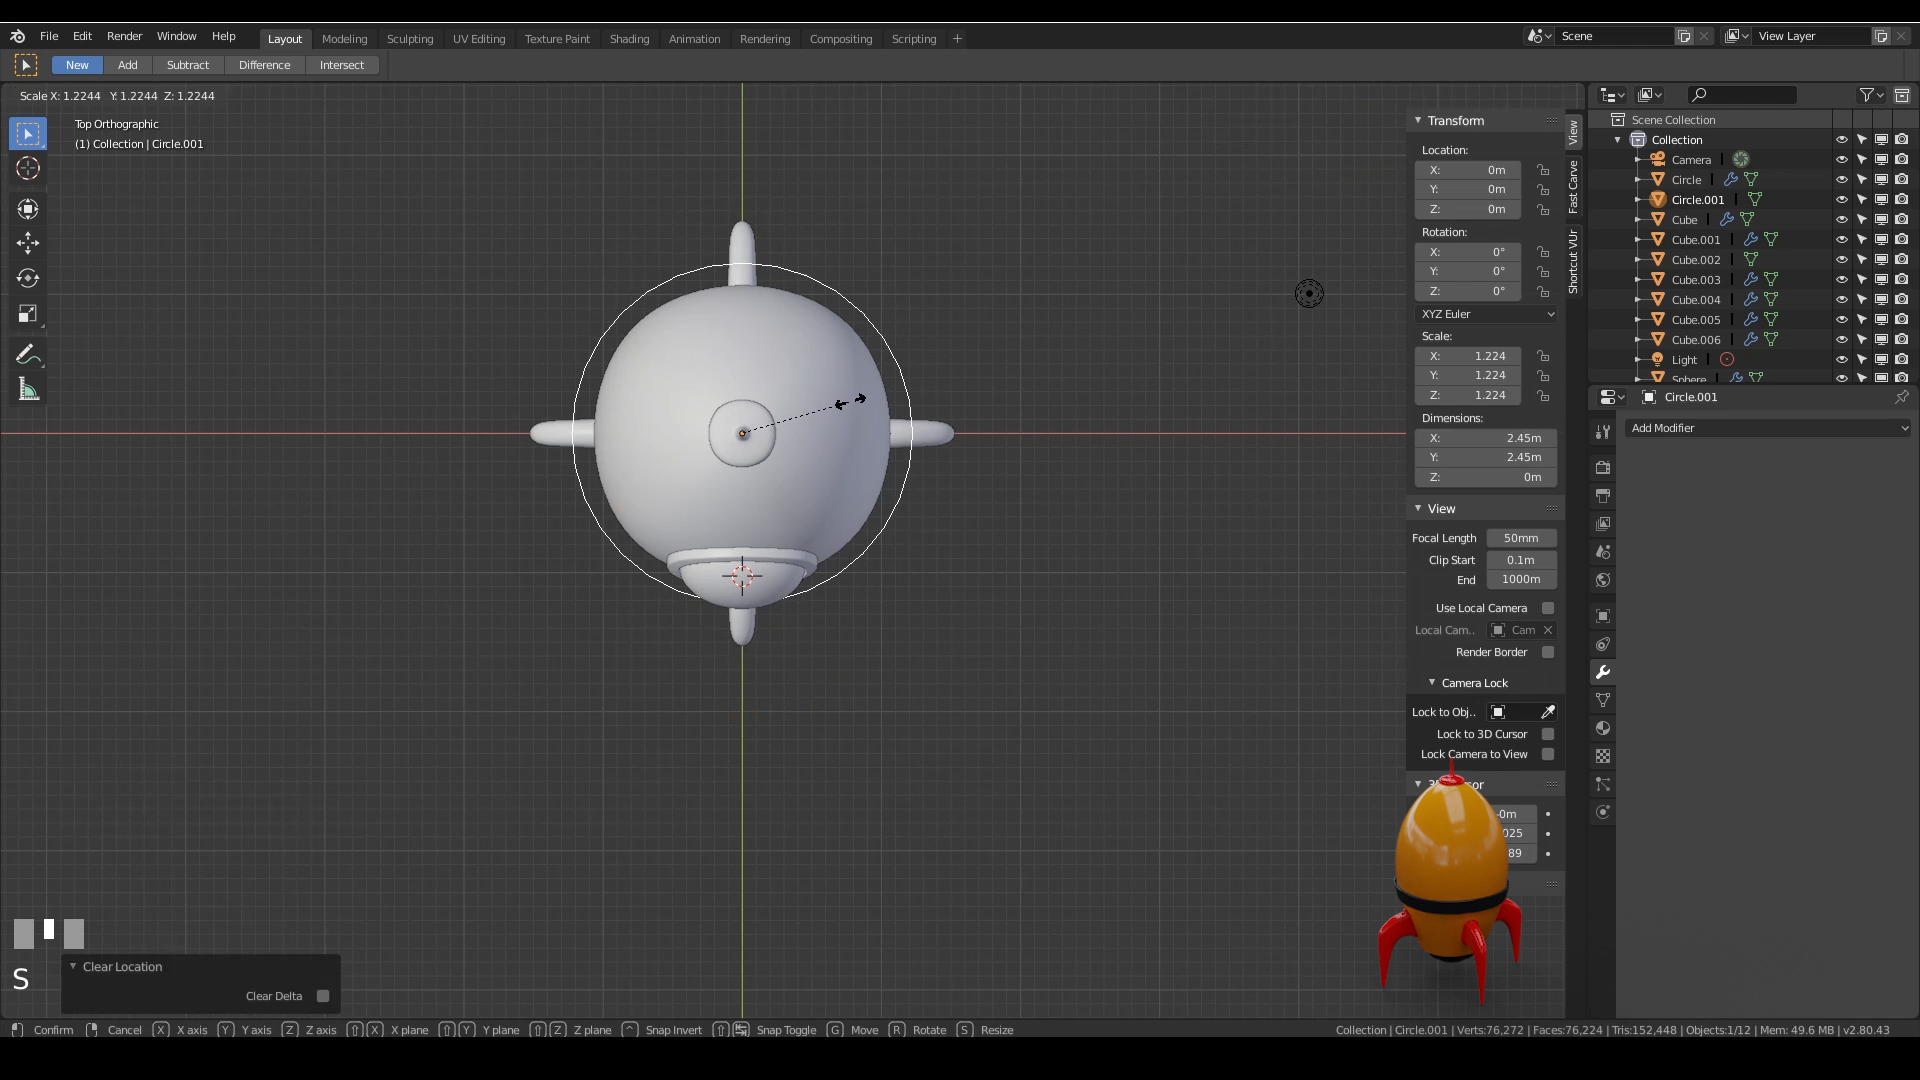 File Edit Render Window Help Layout Modeling Sculpting UV Editing Texture Paint Shading Animation Rendering Compositing Scripting + Scene View Layer
New Add Subtract Difference Intersect
Scale X: 1.2244 Y: 1.2244 Z: 1.2244
Top Orthographic
(1) Collection | Circle.001
Transform
Location:
X: 0m
Y: 0m
Z: 0m
Rotation:
X: 0°
Y: 0°
Z: 0°
XYZ Euler
Scale:
X: 1.224
Y: 1.224
Z: 1.224
Dimensions:
X: 2.45m
Y: 2.45m
Z: 0m
View
Focal Length 50mm
Clip Start 0.1m
End 1000m
Use Local Camera
Local Cam.. Cam
Render Border
Camera Lock
Lock to Obj..
Lock to 3D Cursor
Lock Camera to View
-0m
025
89
View
Fast Carve
Shortcut VUr
Scene Collection
Collection
Camera
Circle
Circle.001
Cube
Cube.001
Cube.002
Cube.003
Cube.004
Cube.005
Cube.006
Light
Sphere
Circle.001
Add Modifier
S
Clear Location
Clear Delta
Confirm Cancel X X axis Y Y axis Z Z axis X X plane Y Y plane Z Z plane Snap Invert Snap Toggle G Move R Rotate S Resize Collection | Circle.001 | Verts:76,272 | Faces:76,224 | Tris:152,448 | Objects:1/12 | Mem: 49.6 MB | v2.80.43